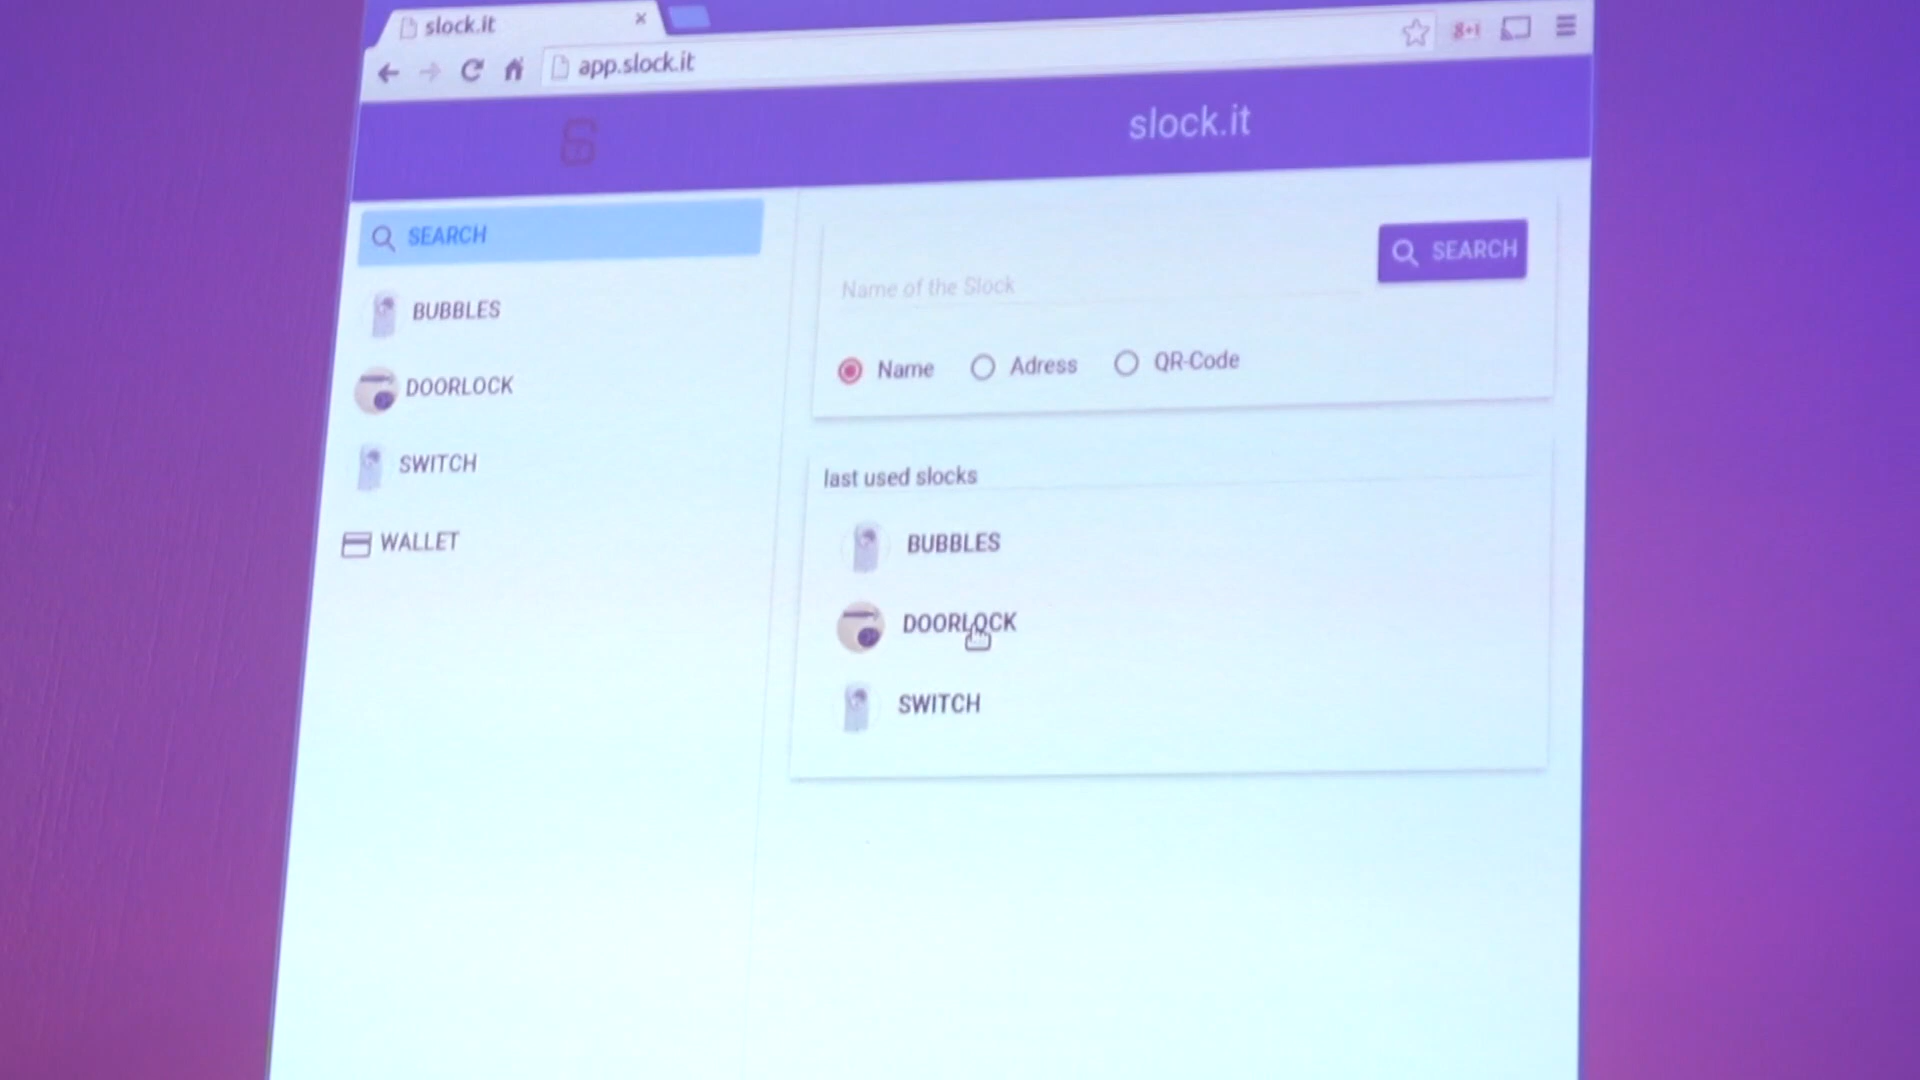 slock.it
app.slock.it
slock.it
SEARCH
BUBBLES
DOORLOCK
SWITCH
WALLET
SEARCH
Name of the Slock
Name
Adress
QR-Code
last used slocks
BUBBLES
DOORLOCK
SWITCH